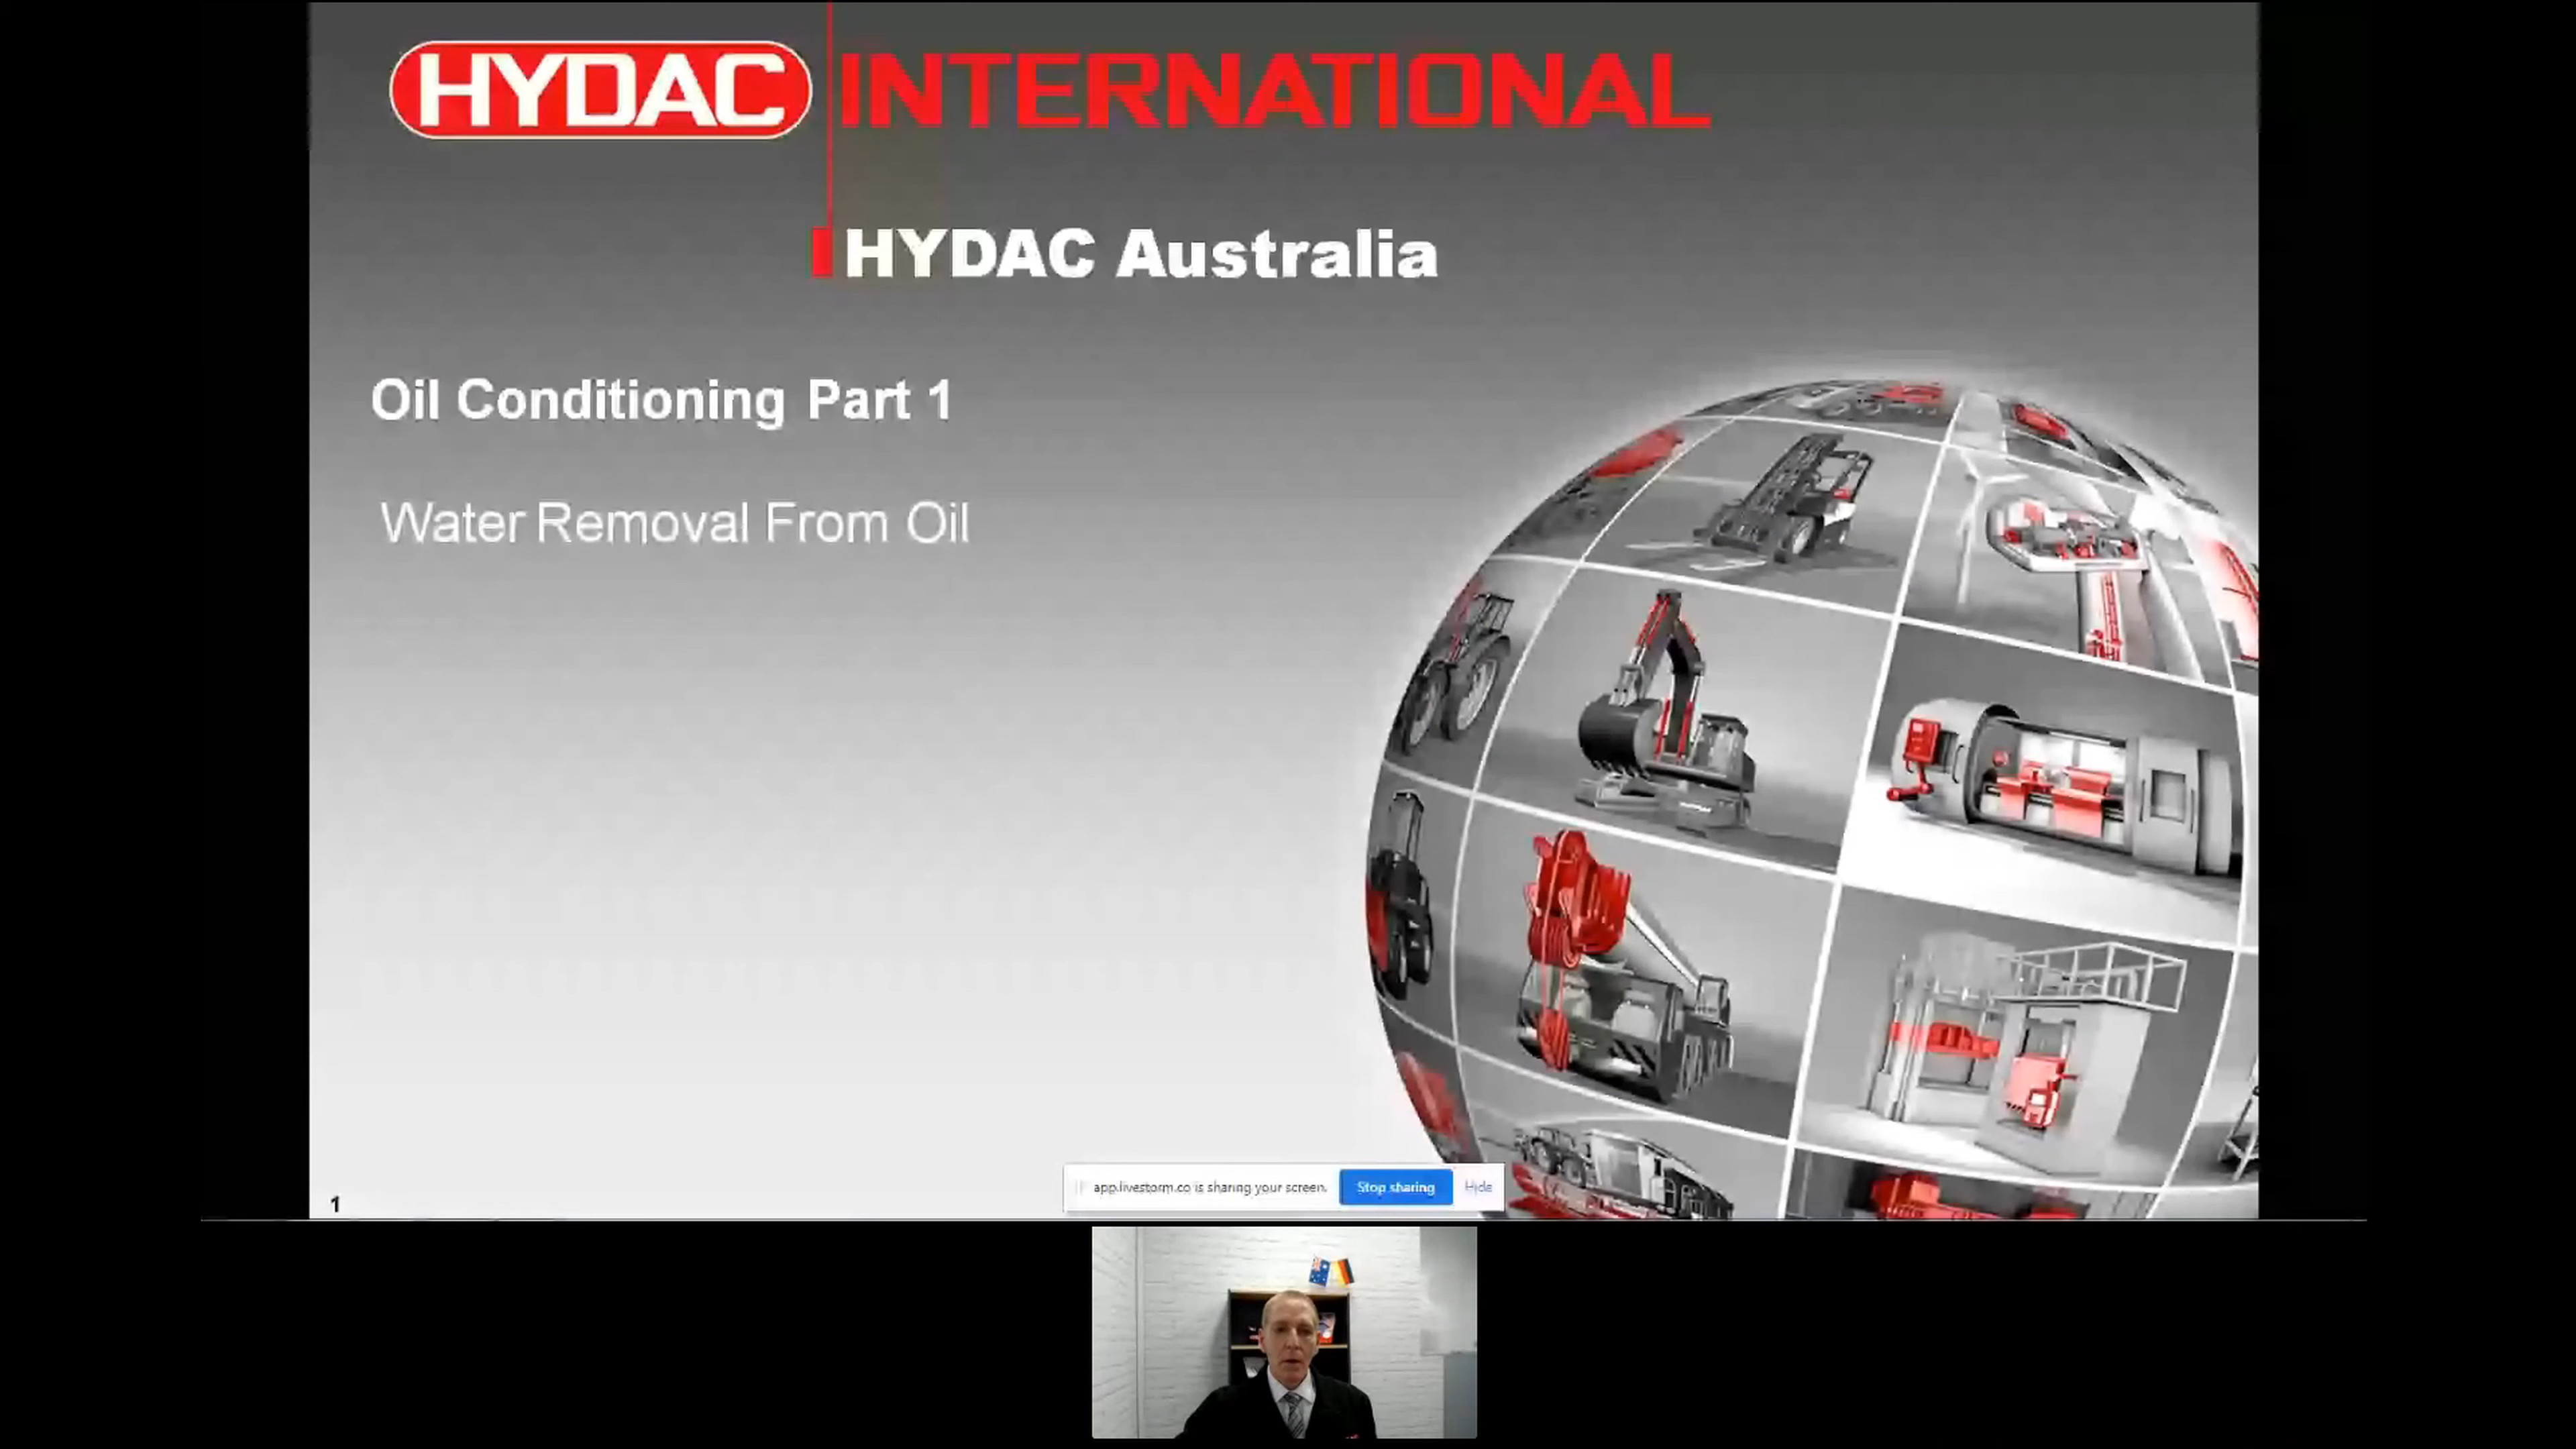 HYDAC INTERNATIONAL
HYDAC Australia
Oil Conditioning Part 1
Water Removal From Oil
app.livestorm.co is sharing your screen. Stop sharing Hide
1